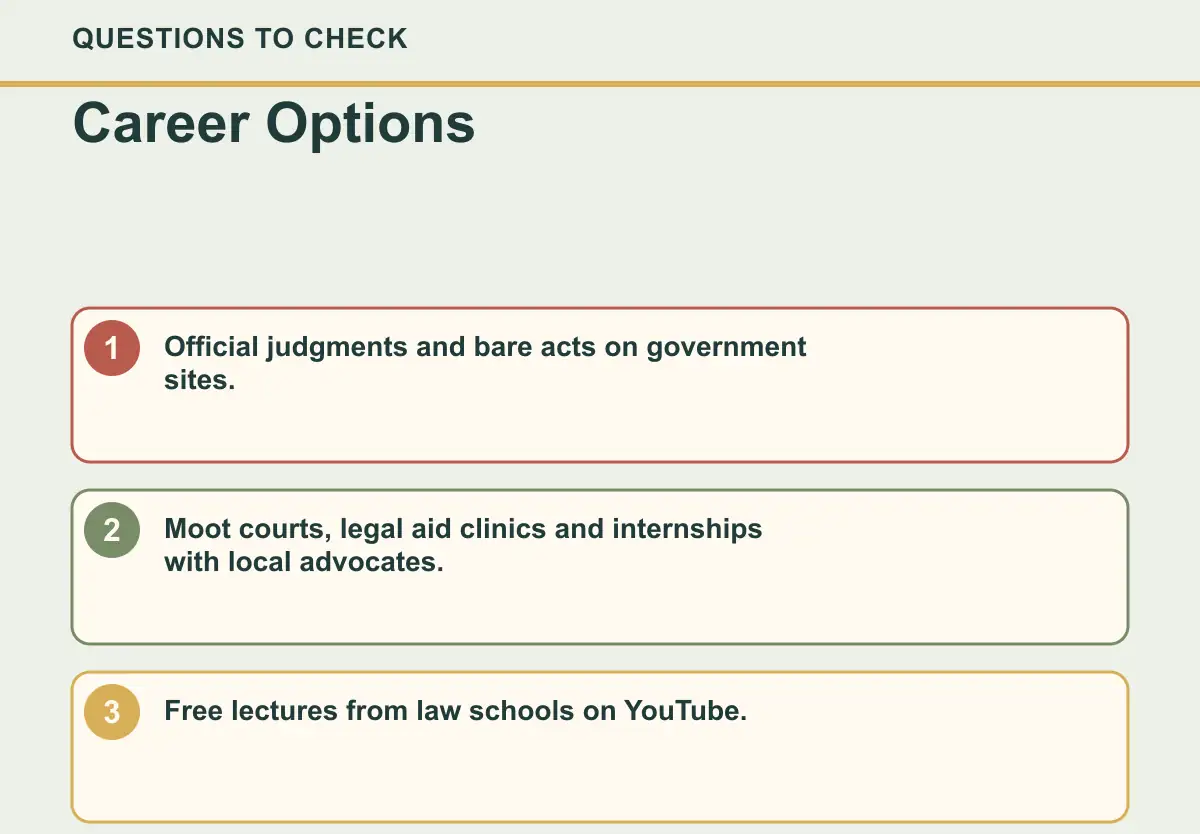 QUESTIONS TO CHECK
Career Options
1
Official judgments and bare acts on government
sites.
2
Moot courts, legal aid clinics and internships
with local advocates.
3
Free lectures from law schools on YouTube.